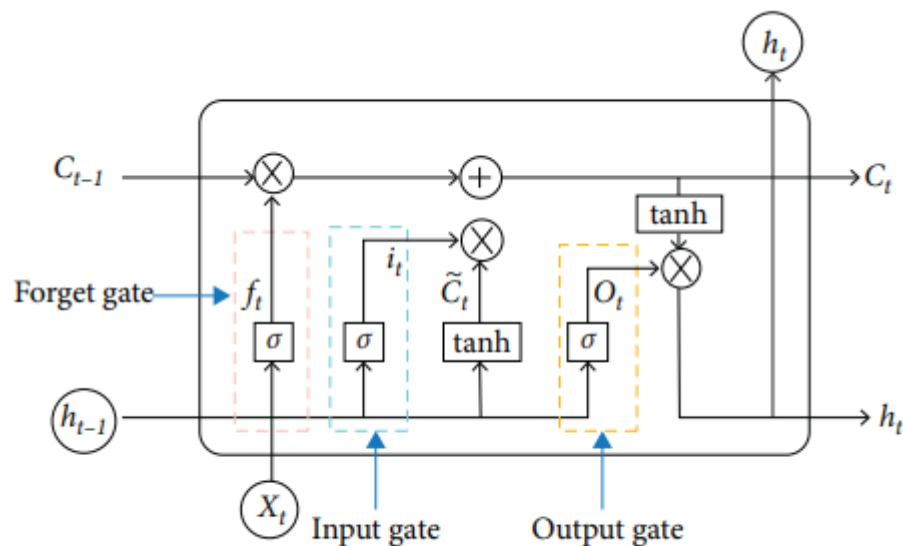 h_t
C_{t-1}
×
+
C_t
tanh
i_t
×
C̃_t
O_t
×
Forget gate
f_t
σ
σ
tanh
σ
h_{t-1}
h_t
X_t
Input gate
Output gate